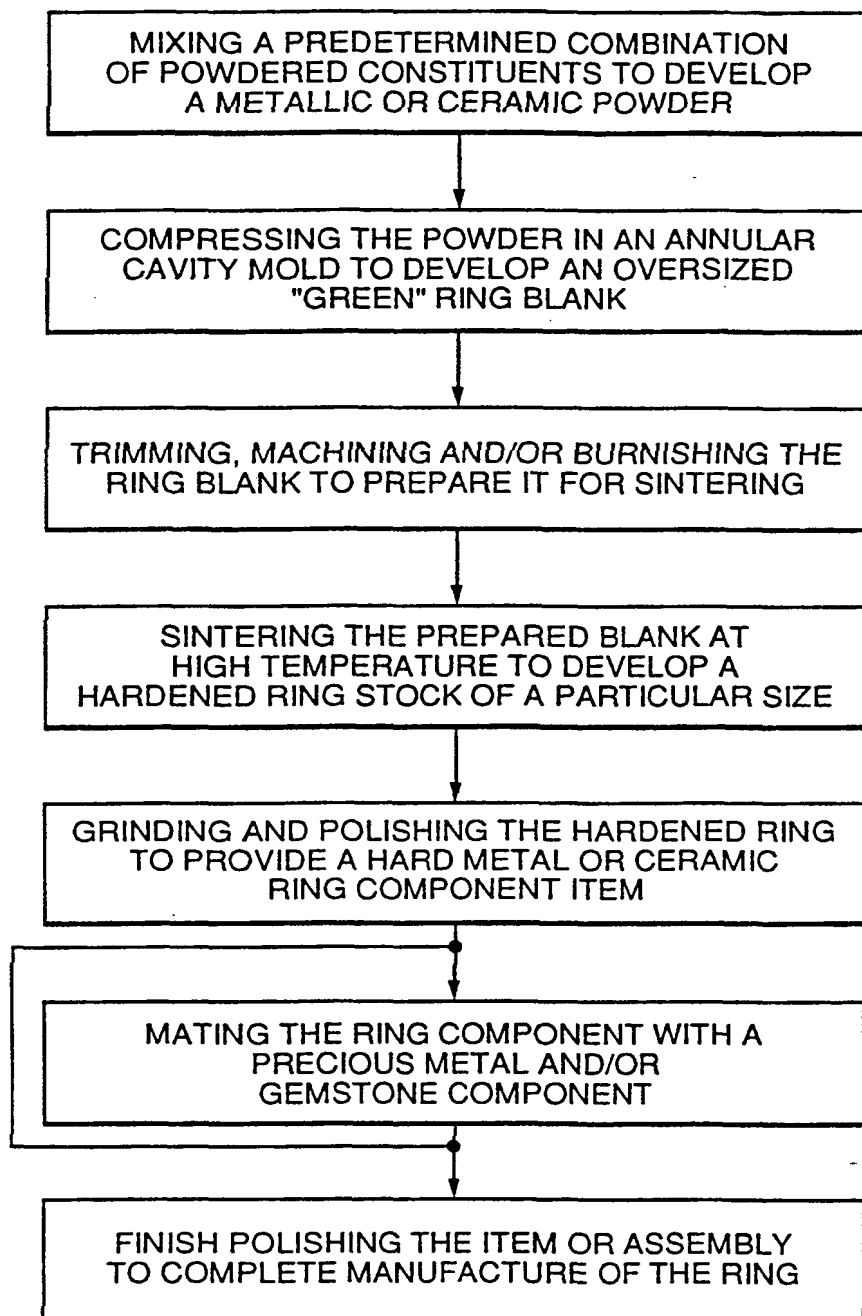 MIXING A PREDETERMINED COMBINATION
OF POWDERED CONSTITUENTS TO DEVELOP
A METALLIC OR CERAMIC POWDER
COMPRESSING THE POWDER IN AN ANNULAR
CAVITY MOLD TO DEVELOP AN OVERSIZED
"GREEN" RING BLANK
TRIMMING, MACHINING AND/OR BURNISHING THE
RING BLANK TO PREPARE IT FOR SINTERING
SINTERING THE PREPARED BLANK AT
HIGH TEMPERATURE TO DEVELOP A
HARDENED RING STOCK OF A PARTICULAR SIZE
GRINDING AND POLISHING THE HARDENED RING
TO PROVIDE A HARD METAL OR CERAMIC
RING COMPONENT ITEM
MATING THE RING COMPONENT WITH A
PRECIOUS METAL AND/OR
GEMSTONE COMPONENT
FINISH POLISHING THE ITEM OR ASSEMBLY
TO COMPLETE MANUFACTURE OF THE RING